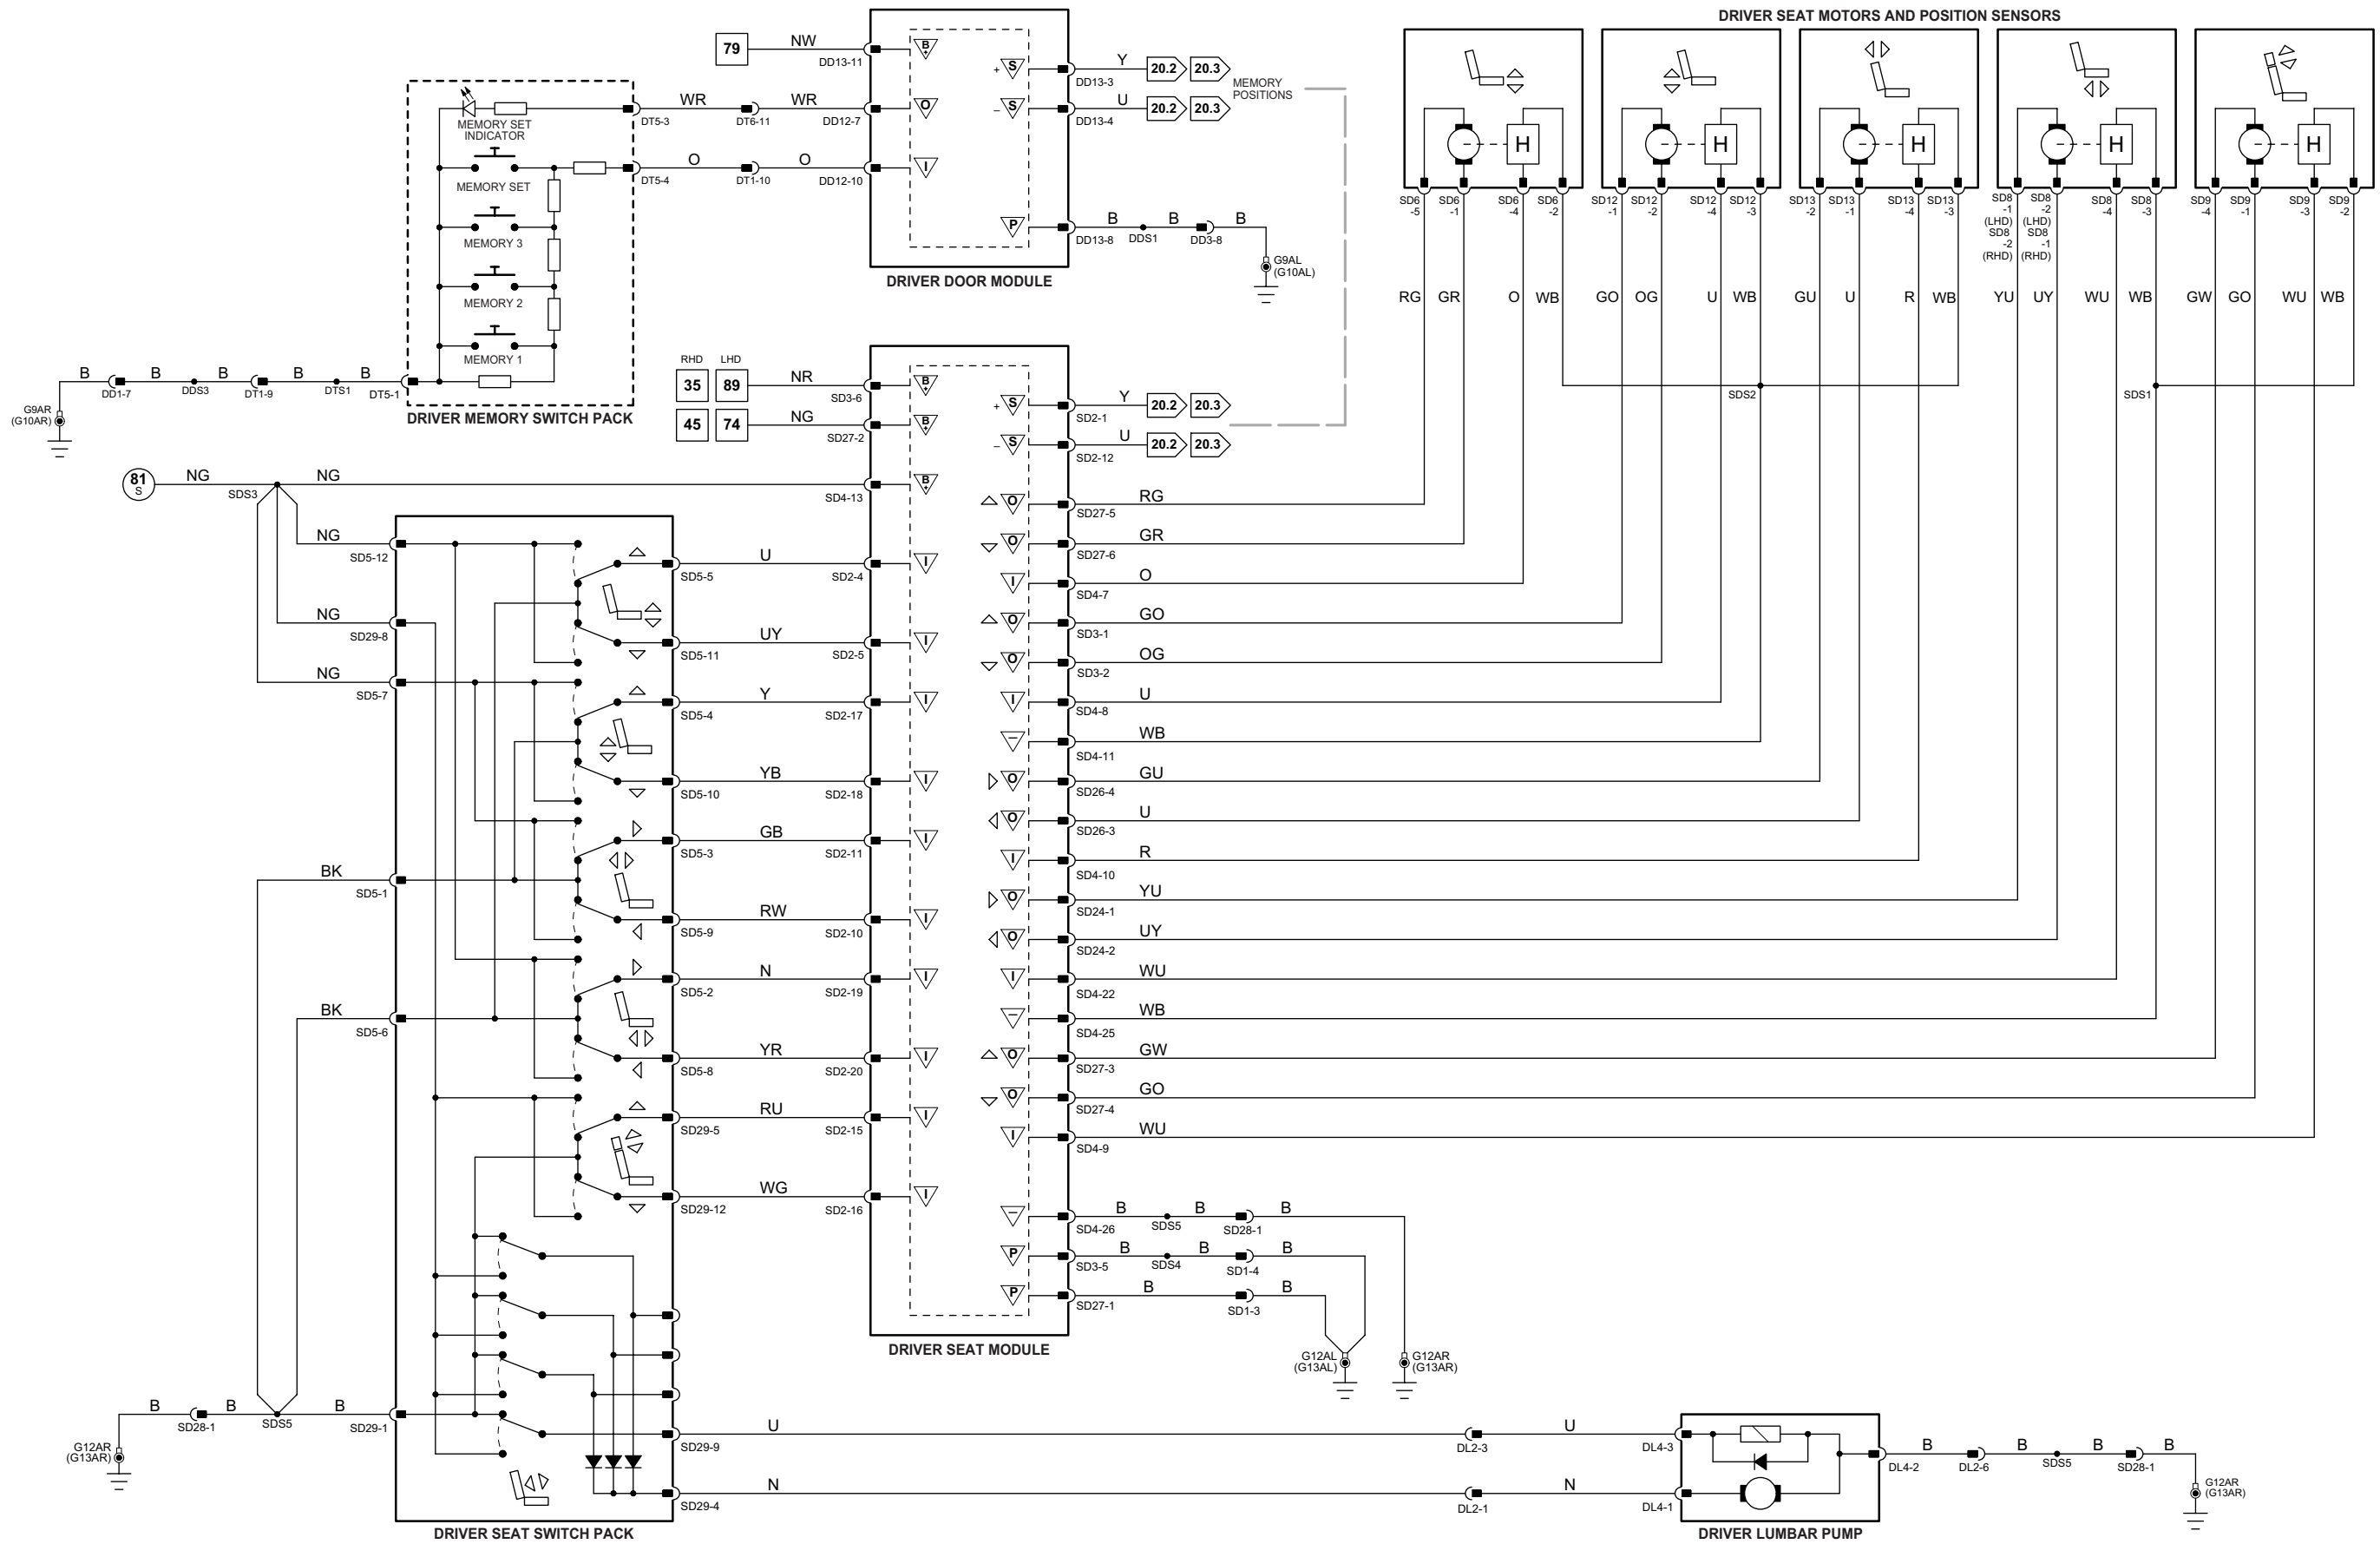 DRIVER SEAT MOTORS AND POSITION SENSORS
79
NW
DD13-11
B
+
+
S
DD13-3
Y
20.2
20.3
MEMORY
POSITIONS
MEMORY SET
INDICATOR
DT5-3
WR
DT6-11
WR
DD12-7
O
–
S
DD13-4
U
20.2
20.3
MEMORY SET
DT5-4
O
DT1-10
O
DD12-10
I
MEMORY 3
P
DD13-8
B
DDS1
B
DD3-8
B
G9AL
(G10AL)
MEMORY 2
MEMORY 1
DRIVER DOOR MODULE
G9AR
(G10AR)
B
DD1-7
B
DDS3
B
DT1-9
B
DTS1
B
DT5-1
DRIVER MEMORY SWITCH PACK
H
H
H
H
H
SD6
-5
SD6
-1
SD6
-4
SD6
-2
SD12
-1
SD12
-2
SD12
-4
SD12
-3
SD13
-2
SD13
-1
SD13
-4
SD13
-3
SD8
-1
(LHD)
SD8
-2
(RHD)
SD8
-2
(LHD)
SD8
-1
(RHD)
SD8
-4
SD8
-3
SD9
-4
SD9
-1
SD9
-3
SD9
-2
RG
GR
O
WB
GO
OG
U
WB
GU
U
R
WB
YU
UY
WU
WB
GW
GO
WU
WB
SDS2
SDS1
RHD
LHD
35
89
NR
SD3-6
B
+
45
74
NG
SD27-2
B
+
+
S
SD2-1
Y
20.2
20.3
–
S
SD2-12
U
20.2
20.3
81
S
NG
SDS3
NG
SD4-13
B
+
NG
SD5-12
NG
SD29-8
NG
SD5-7
BK
SD5-1
BK
SD5-6
SD5-5
U
SD2-4
I
SD5-11
UY
SD2-5
I
SD5-4
Y
SD2-17
I
SD5-10
YB
SD2-18
I
SD5-3
GB
SD2-11
I
SD5-9
RW
SD2-10
I
SD5-2
N
SD2-19
I
SD5-8
YR
SD2-20
I
SD29-5
RU
SD2-15
I
SD29-12
WG
SD2-16
I
O
SD27-5
RG
O
SD27-6
GR
I
SD4-7
O
O
SD3-1
GO
O
SD3-2
OG
I
SD4-8
U
–
SD4-11
WB
O
SD26-4
GU
O
SD26-3
U
I
SD4-10
R
O
SD24-1
YU
O
SD24-2
UY
I
SD4-22
WU
–
SD4-25
WB
O
SD27-3
GW
O
SD27-4
GO
I
SD4-9
WU
–
SD4-26
B
SDS5
B
SD28-1
B
P
SD3-5
B
SDS4
B
SD1-4
B
P
SD27-1
B
SD1-3
B
DRIVER SEAT MODULE
G12AL
(G13AL)
G12AR
(G13AR)
G12AR
(G13AR)
B
SD28-1
B
SDS5
B
SD29-1
SD29-9
U
DL2-3
U
DL4-3
SD29-4
N
DL2-1
N
DL4-1
DL4-2
B
DL2-6
B
SDS5
B
SD28-1
B
G12AR
(G13AR)
DRIVER SEAT SWITCH PACK
DRIVER LUMBAR PUMP